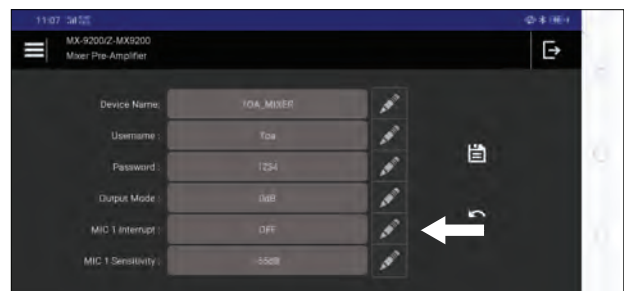 11:07
MX-9200/Z-MX9200
Mixer Pre-Amplifier
Device Name: TOA_MIXER
Username : Toa
Password : 1234
Output Mode : 0dB
MIC 1 Interrupt : OFF
MIC 1 Sensitivity : -55dB